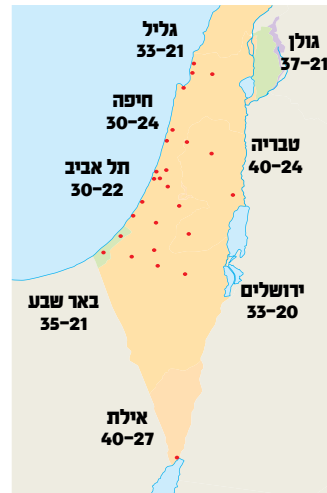 גליל
33-21
גולן
37-21
חיפה
30-24
טבריה
40-24
תל אביב
30-22
ירושלים
33-20
באר שבע
35-21
אילת
40-27